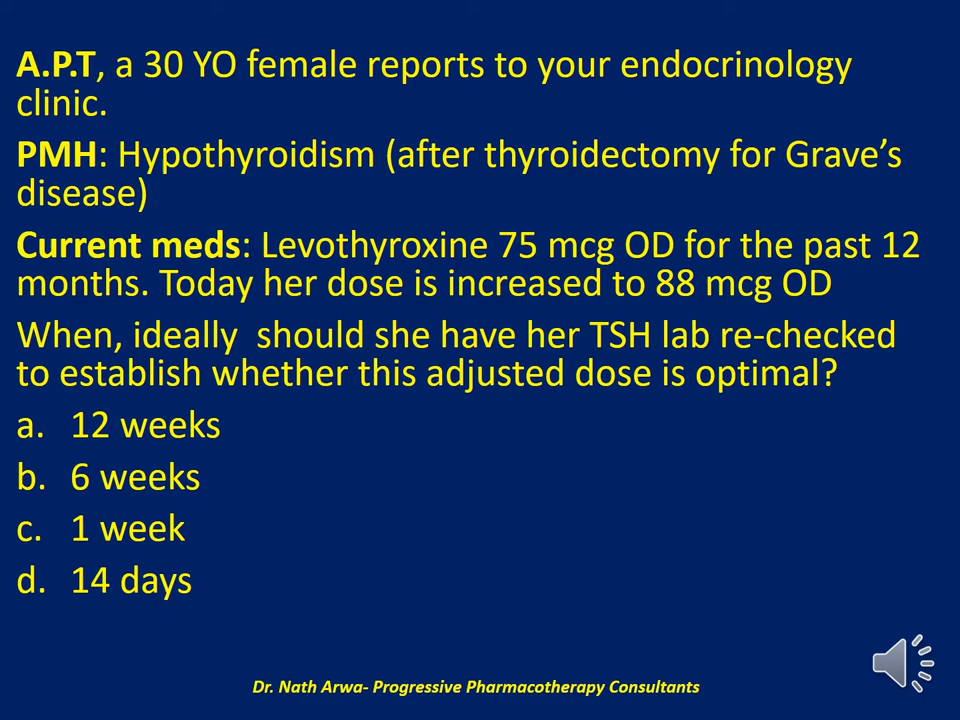 A.P.T, a 30 YO female reports to your endocrinology
clinic.
PMH: Hypothyroidism (after thyroidectomy for Grave’s
disease)
Current meds: Levothyroxine 75 mcg OD for the past 12
months. Today her dose is increased to 88 mcg OD
When, ideally should she have her TSH lab re-checked
to establish whether this adjusted dose is optimal?
a. 12 weeks
b. 6 weeks
c. 1 week
d. 14 days
Dr. Nath Arwa- Progressive Pharmacotherapy Consultants